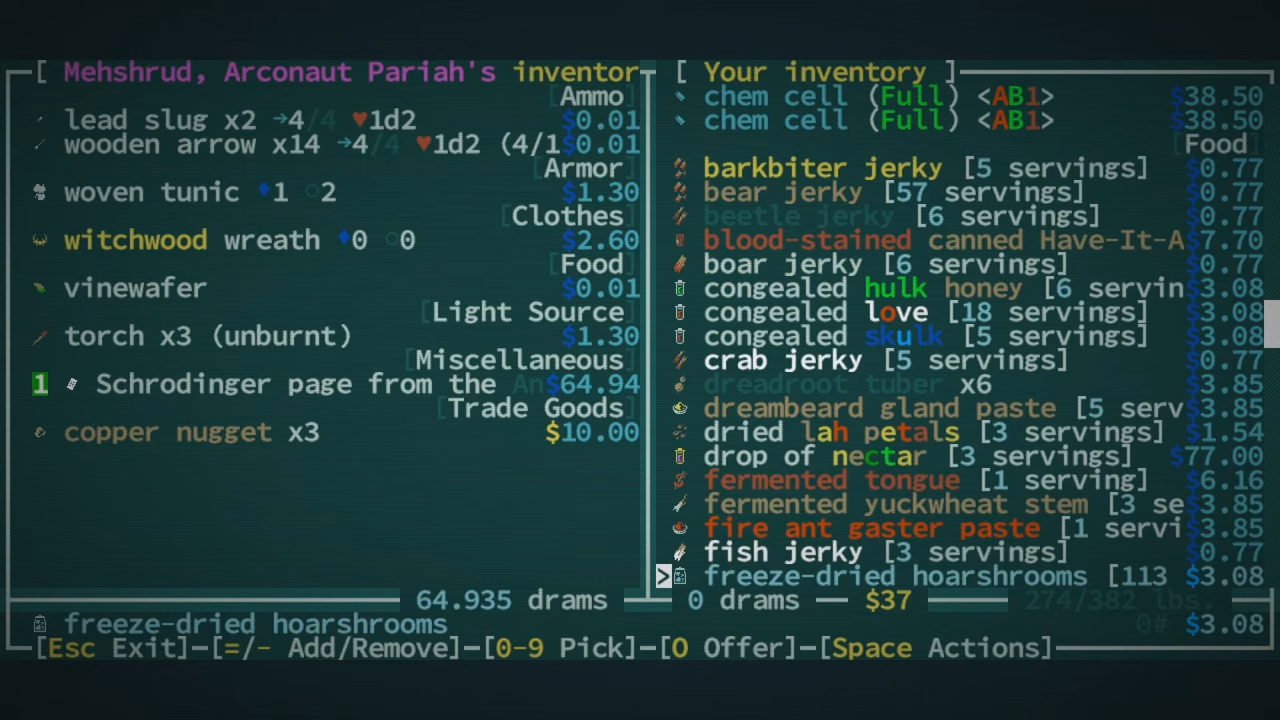 [ Mehshrud, Arconaut Pariah's inventor
[Ammo]
lead slug x2 →4/4 ♥1d2 $0.01
wooden arrow x14 →4/4 ♥1d2 (4/1 $0.01
[Armor]
woven tunic ♦1 ○2 $1.30
[Clothes]
witchwood wreath ♦0 ○0 $2.60
[Food]
vinewafer $0.01
[Light Source]
torch x3 (unburnt) $1.30
[Miscellaneous]
1 Schrodinger page from the An $64.94
[Trade Goods]
copper nugget x3 $10.00
64.935 drams
[ Your inventory ]
chem cell (Full) <AB1> $38.50
chem cell (Full) <AB1> $38.50
[Food]
barkbiter jerky [5 servings] $0.77
bear jerky [57 servings] $0.77
beetle jerky [6 servings] $0.77
blood-stained canned Have-It-A $7.70
boar jerky [6 servings] $0.77
congealed hulk honey [6 servin $3.08
congealed love [18 servings] $3.08
congealed skulk [5 servings] $3.08
crab jerky [5 servings] $0.77
dreadroot tuber x6 $3.85
dreambeard gland paste [5 serv $3.85
dried lah petals [3 servings] $1.54
drop of nectar [3 servings] $77.00
fermented tongue [1 serving] $6.16
fermented yuckwheat stem [3 se $3.85
fire ant gaster paste [1 servi $3.85
fish jerky [3 servings] $0.77
> freeze-dried hoarshrooms [113 $3.08
0 drams — $37 274/382 lbs.
freeze-dried hoarshrooms 0# $3.08
[Esc Exit]—[=/- Add/Remove]—[0-9 Pick]—[O Offer]—[Space Actions]